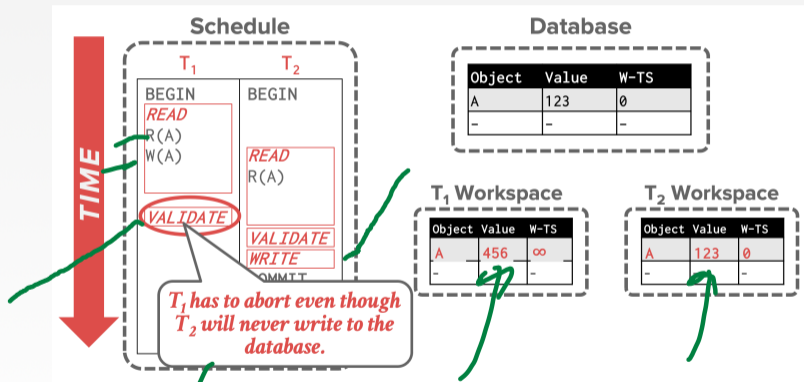 Schedule
T1 T2
BEGIN BEGIN
READ
R(A)
W(A)
READ
R(A)
VALIDATE
VALIDATE
WRITE
COMMIT
T1 has to abort even though
T2 will never write to the
database.
TIME
Database
Object Value W-TS
A 123 0
- - -
T1 Workspace
Object Value W-TS
A 456 ∞
- - -
T2 Workspace
Object Value W-TS
A 123 0
- - -